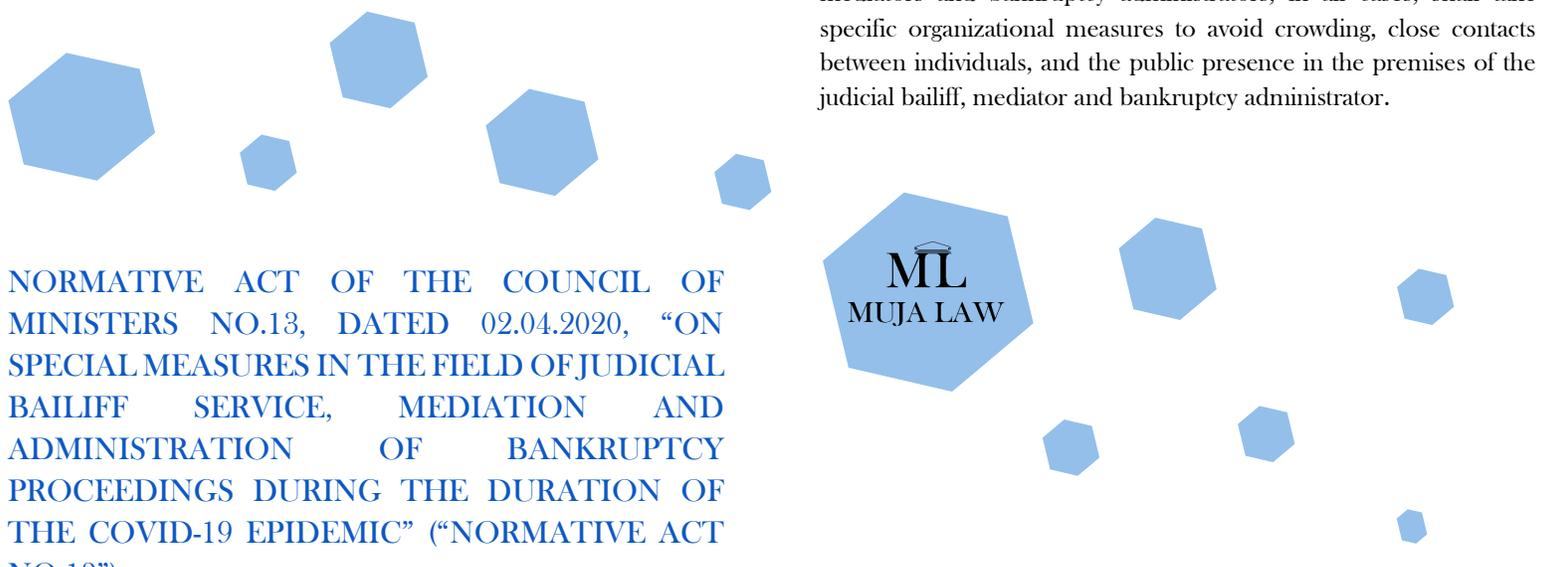 NORMATIVE ACT OF THE COUNCIL OF
MINISTERS NO.13, DATED 02.04.2020, “ON
SPECIAL MEASURES IN THE FIELD OF JUDICIAL
BAILIFF SERVICE, MEDIATION AND
ADMINISTRATION OF BANKRUPTCY
PROCEEDINGS DURING THE DURATION OF
THE COVID-19 EPIDEMIC” (“NORMATIVE ACT
specific organizational measures to avoid crowding, close contacts
between individuals, and the public presence in the premises of the
judicial bailiff, mediator and bankruptcy administrator.
ML
MUJA LAW